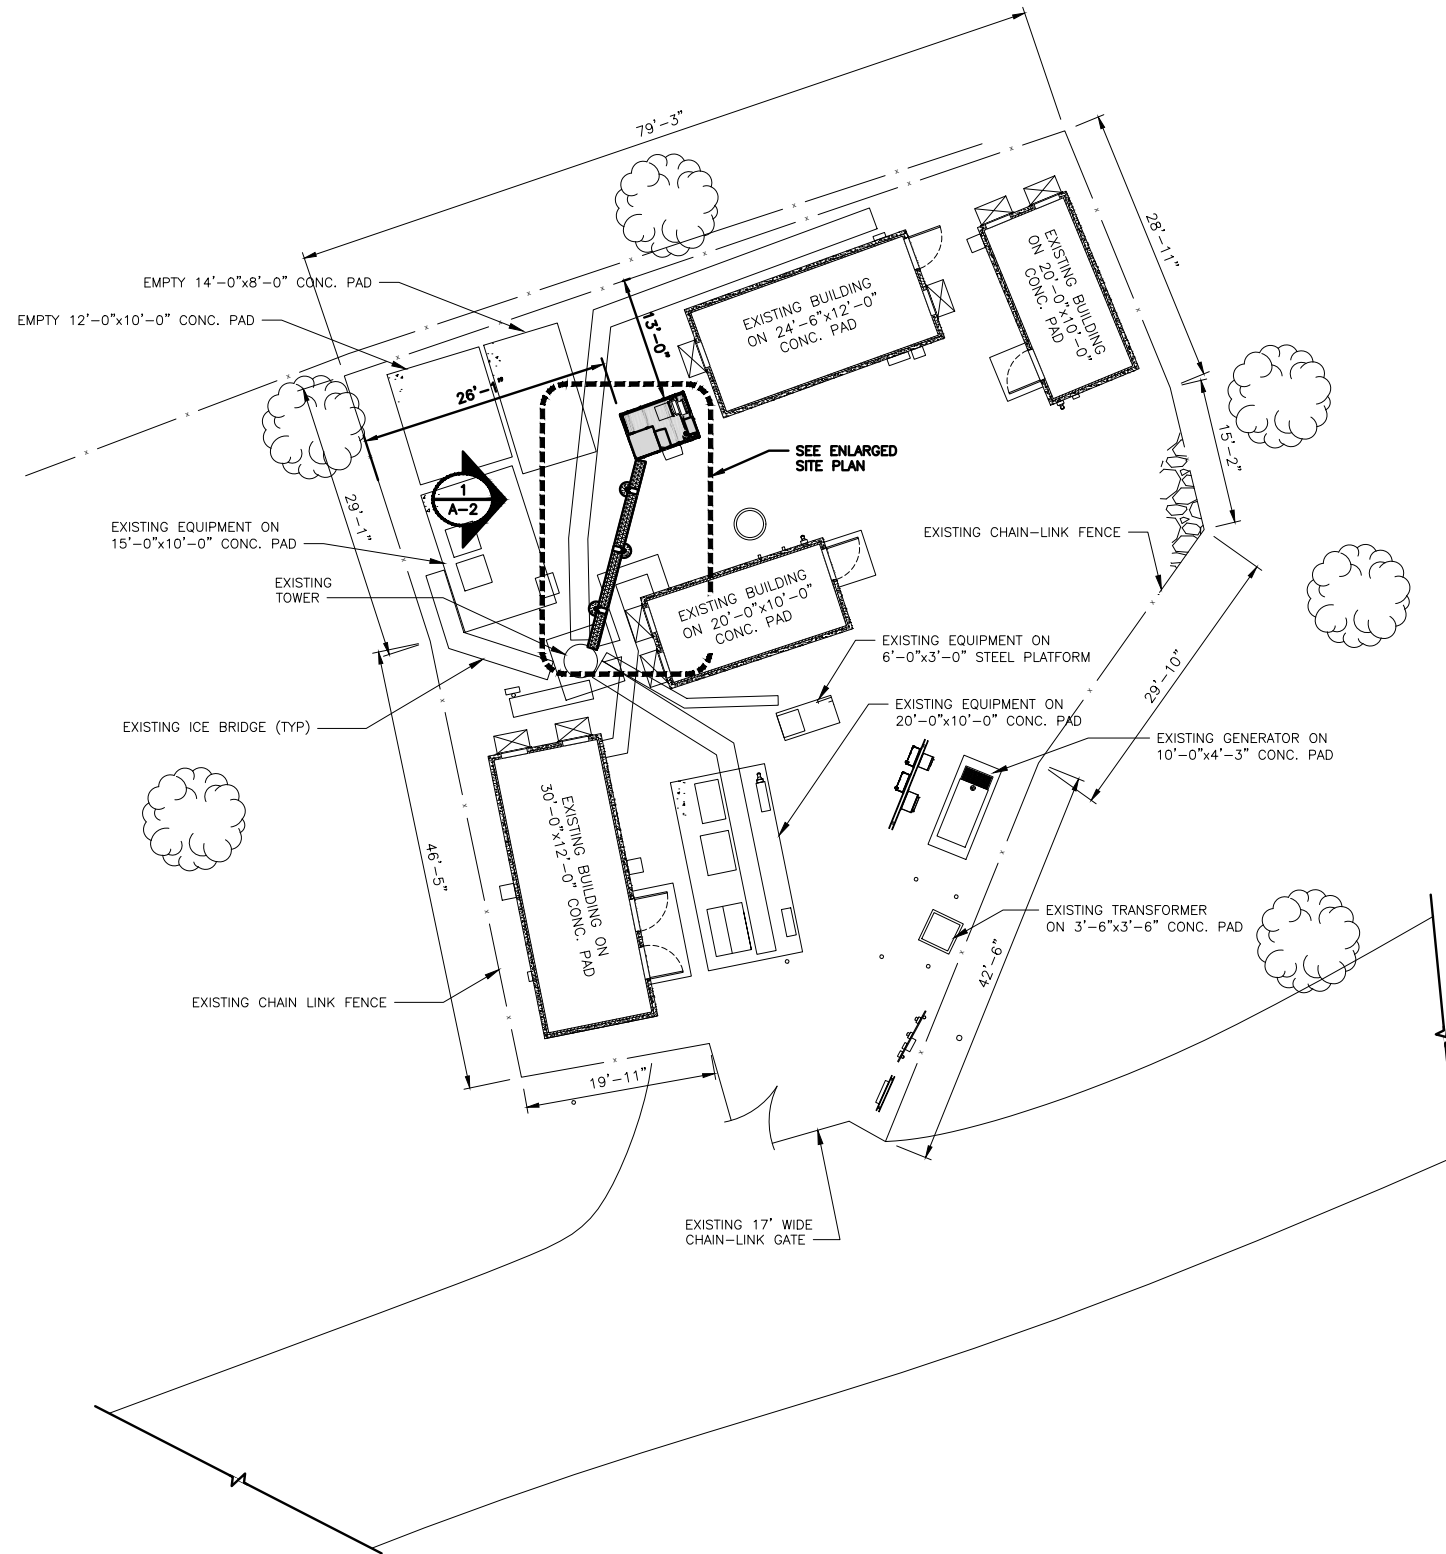 79'-3"
28'-11"
EMPTY 14'-0"x8'-0" CONC. PAD
EMPTY 12'-0"x10'-0" CONC. PAD
13'-0"
EXISTING BUILDING
ON 24'-6"x12'-0"
CONC. PAD
EXISTING BUILDING
ON 20'-0"x10'-0"
CONC. PAD
26'-1"
15'-2"
SEE ENLARGED
SITE PLAN
1
A-2
29'-1"
EXISTING EQUIPMENT ON
15'-0"x10'-0" CONC. PAD
EXISTING CHAIN-LINK FENCE
EXISTING
TOWER
EXISTING BUILDING
ON 20'-0"x10'-0"
CONC. PAD
EXISTING EQUIPMENT ON
6'-0"x3'-0" STEEL PLATFORM
29'-10"
EXISTING EQUIPMENT ON
20'-0"x10'-0" CONC. PAD
EXISTING ICE BRIDGE (TYP)
EXISTING GENERATOR ON
10'-0"x4'-3" CONC. PAD
46'-5"
EXISTING BUILDING ON
30'-0"x12'-0" CONC. PAD
EXISTING TRANSFORMER
ON 3'-6"x3'-6" CONC. PAD
42'-6"
EXISTING CHAIN LINK FENCE
19'-11"
EXISTING 17' WIDE
CHAIN-LINK GATE